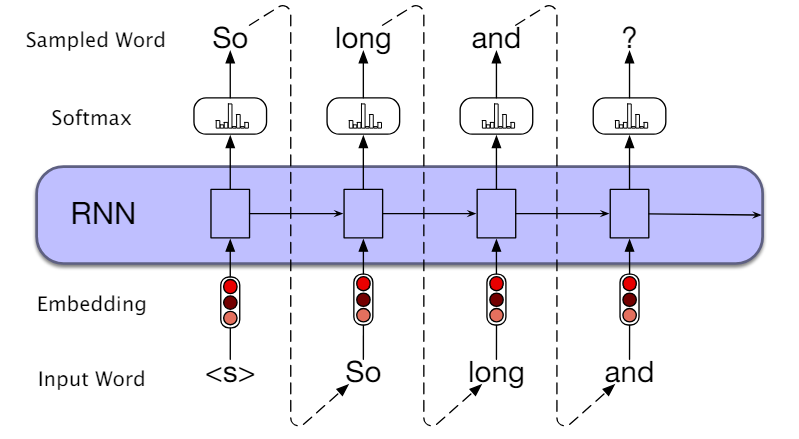 Sampled Word So long and ?
Softmax
RNN
Embedding
Input Word <s> So long and